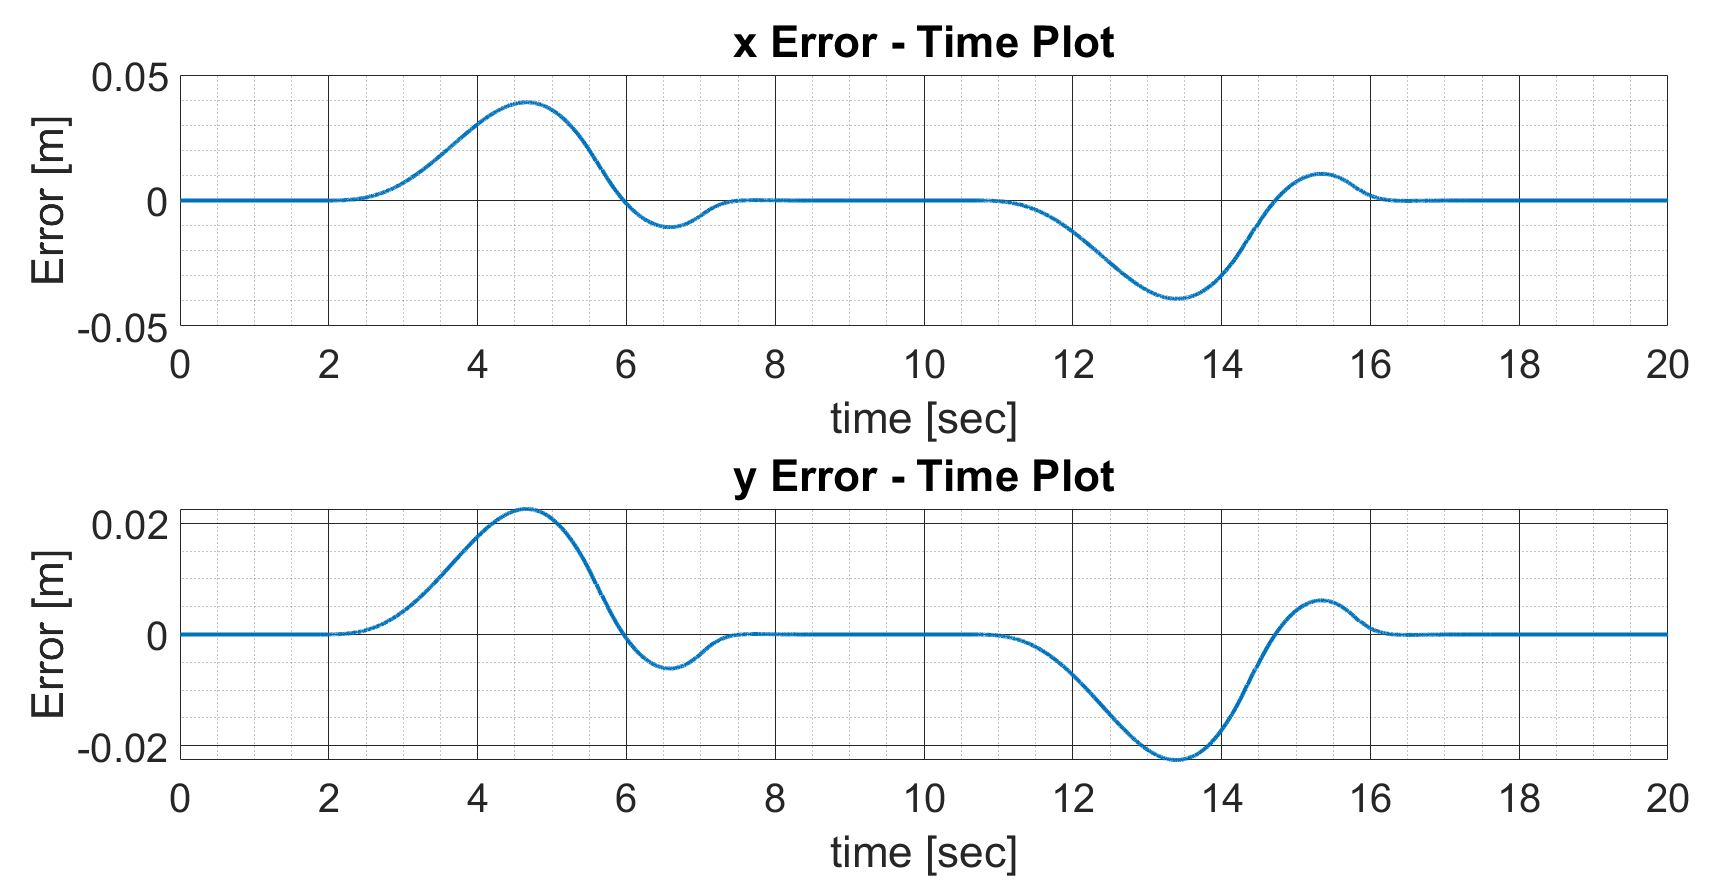 x Error - Time Plot
0.05
0
-0.05
Error [m]
0 2 4 6 8 10 12 14 16 18 20
time [sec]
y Error - Time Plot
0.02
0
-0.02
Error [m]
0 2 4 6 8 10 12 14 16 18 20
time [sec]